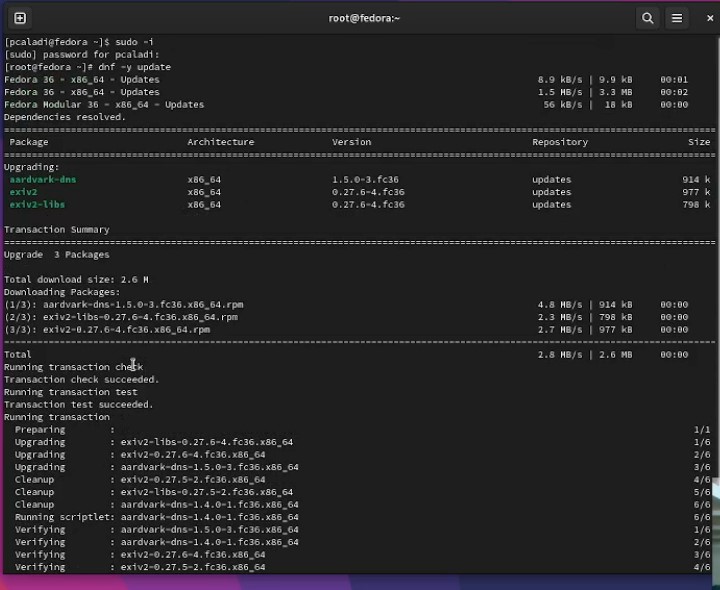 root@fedora:~
[pcaladi@fedora ~]$ sudo -i
[sudo] password for pcaladi:
[root@fedora ~]# dnf -y update
Fedora 36 - x86_64 - Updates 8.9 kB/s | 9.9 kB 00:01
Fedora 36 - x86_64 - Updates 1.5 MB/s | 3.3 MB 00:02
Fedora Modular 36 - x86_64 - Updates 56 kB/s | 18 kB 00:00
Dependencies resolved.
================================================================================
Package Architecture Version Repository Size
================================================================================
Upgrading:
aardvark-dns x86_64 1.5.0-3.fc36 updates 914 k
exiv2 x86_64 0.27.6-4.fc36 updates 977 k
exiv2-libs x86_64 0.27.6-4.fc36 updates 798 k
Transaction Summary
================================================================================
Upgrade 3 Packages
Total download size: 2.6 M
Downloading Packages:
(1/3): aardvark-dns-1.5.0-3.fc36.x86_64.rpm 4.8 MB/s | 914 kB 00:00
(2/3): exiv2-libs-0.27.6-4.fc36.x86_64.rpm 2.3 MB/s | 798 kB 00:00
(3/3): exiv2-0.27.6-4.fc36.x86_64.rpm 2.7 MB/s | 977 kB 00:00
--------------------------------------------------------------------------------
Total 2.8 MB/s | 2.6 MB 00:00
Running transaction check
Transaction check succeeded.
Running transaction test
Transaction test succeeded.
Running transaction
Preparing : 1/1
Upgrading : exiv2-libs-0.27.6-4.fc36.x86_64 1/6
Upgrading : exiv2-0.27.6-4.fc36.x86_64 2/6
Upgrading : aardvark-dns-1.5.0-3.fc36.x86_64 3/6
Cleanup : exiv2-0.27.5-2.fc36.x86_64 4/6
Cleanup : exiv2-libs-0.27.5-2.fc36.x86_64 5/6
Cleanup : aardvark-dns-1.4.0-1.fc36.x86_64 6/6
Running scriptlet: aardvark-dns-1.4.0-1.fc36.x86_64 6/6
Verifying : aardvark-dns-1.5.0-3.fc36.x86_64 1/6
Verifying : aardvark-dns-1.4.0-1.fc36.x86_64 2/6
Verifying : exiv2-0.27.6-4.fc36.x86_64 3/6
Verifying : exiv2-0.27.5-2.fc36.x86_64 4/6